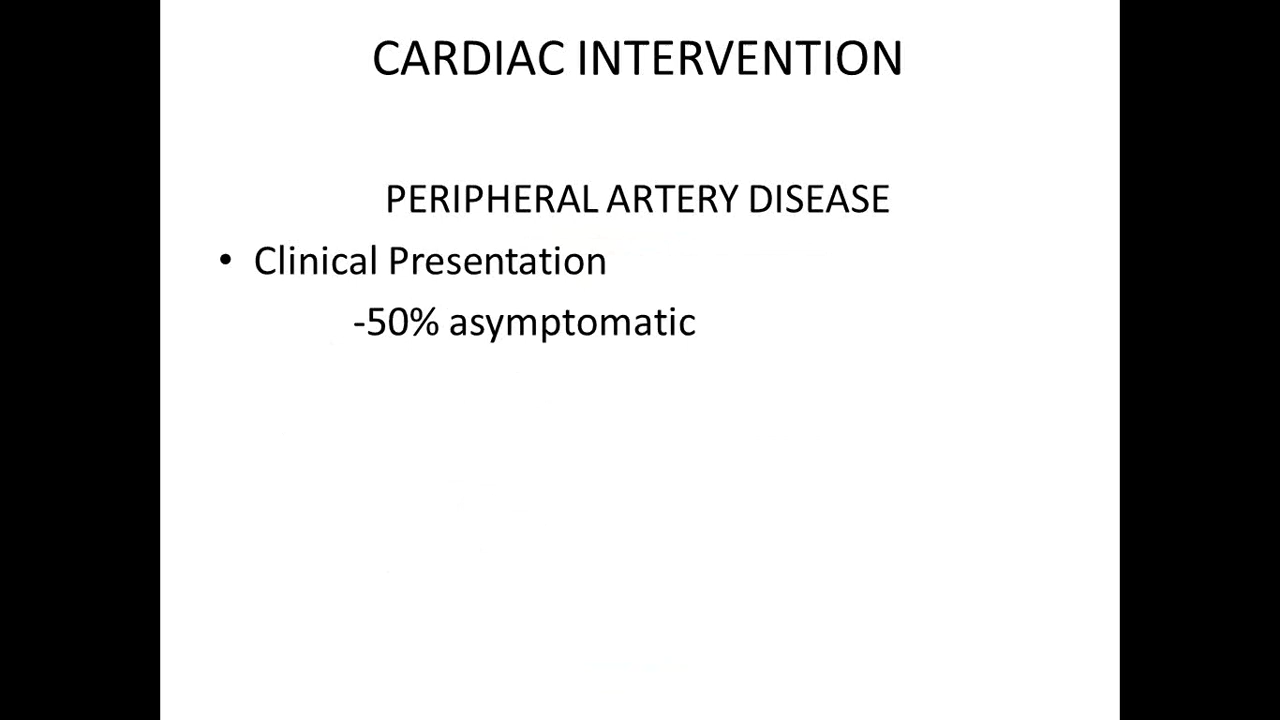 CARDIAC INTERVENTION
PERIPHERAL ARTERY DISEASE
• Clinical Presentation
-50% asymptomatic